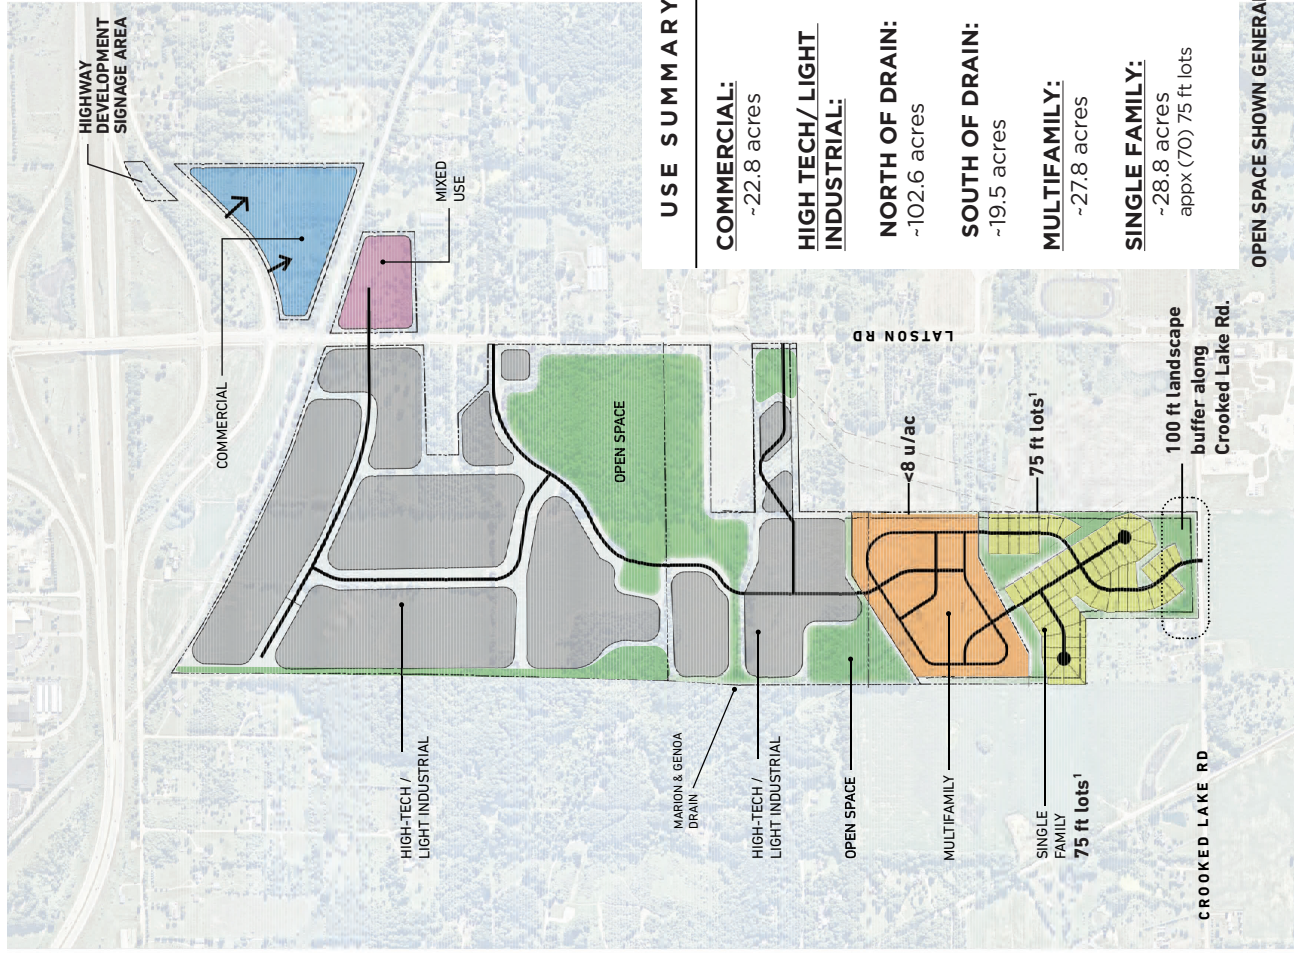 HIGHWAY
DEVELOPMENT
SIGNAGE AREA
COMMERCIAL
MIXED
USE
OPEN SPACE
LATSON RD
HIGH-TECH /
LIGHT INDUSTRIAL
MARION & GENOA
DRAIN
HIGH-TECH /
LIGHT INDUSTRIAL
OPEN SPACE
MULTIFAMILY
<8 u/ac
SINGLE
FAMILY
75 ft lots¹
75 ft lots¹
100 ft landscape
buffer along
Crooked Lake Rd.
CROOKED LAKE RD
USE SUMMARY
COMMERCIAL:
~22.8 acres
HIGH TECH/ LIGHT
INDUSTRIAL:
NORTH OF DRAIN:
~102.6 acres
SOUTH OF DRAIN:
~19.5 acres
MULTIFAMILY:
~27.8 acres
SINGLE FAMILY:
~28.8 acres
appx (70) 75 ft lots
OPEN SPACE SHOWN